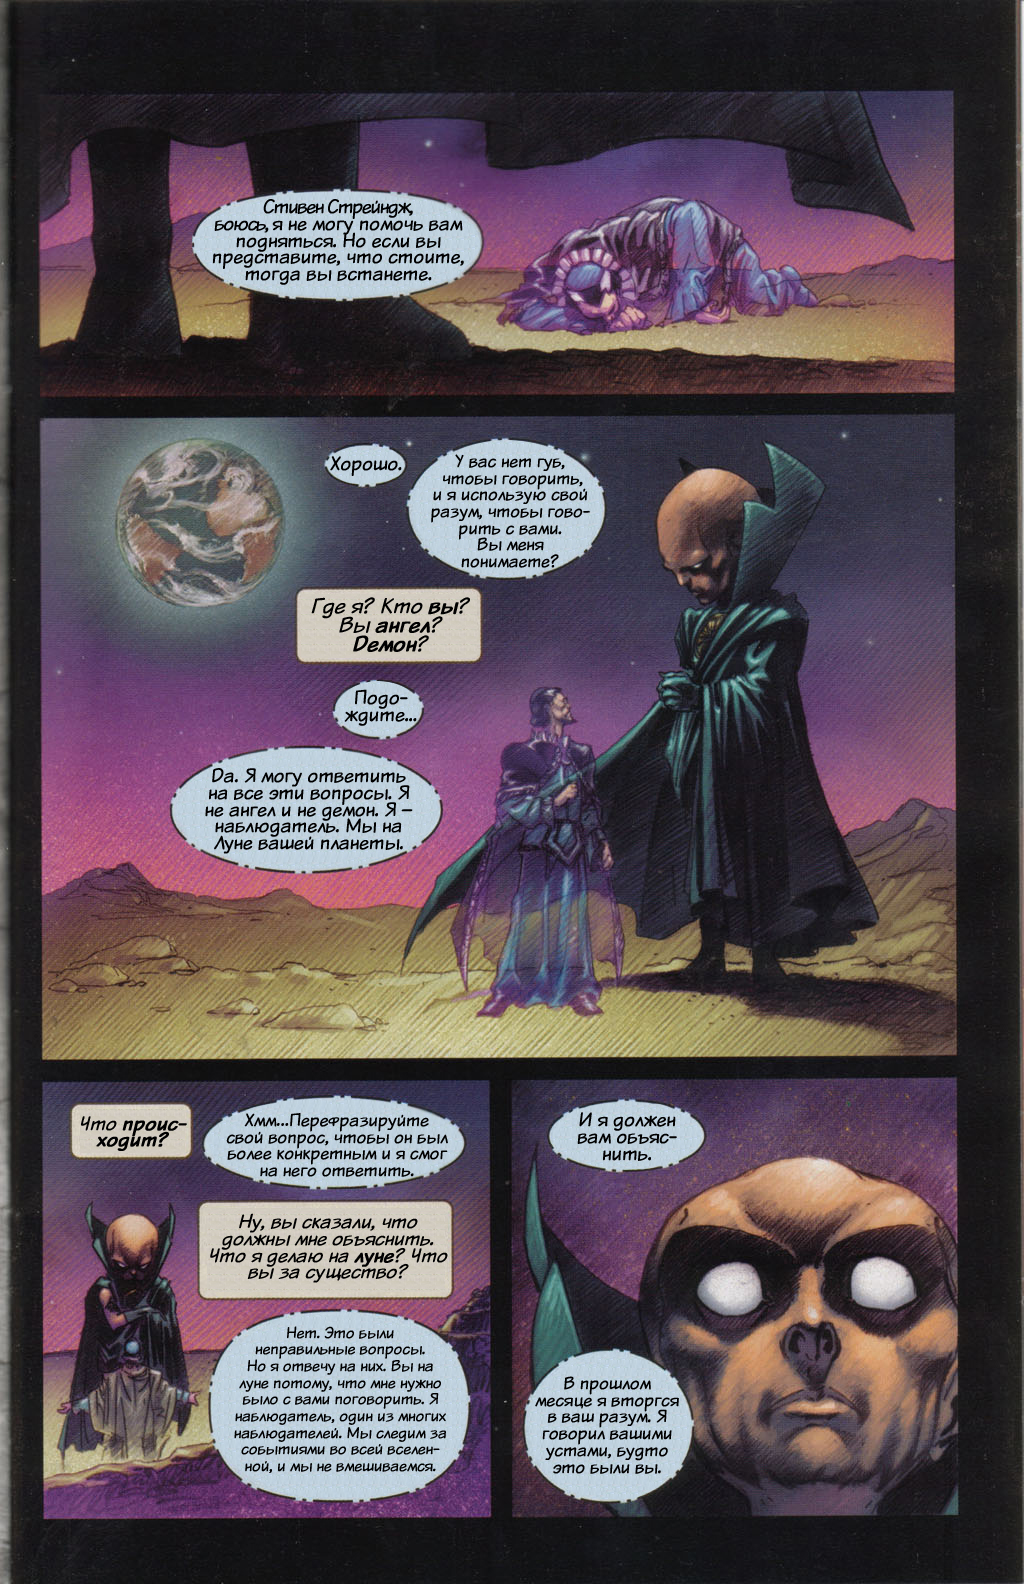 Стивен Стрейндж,
боюсь, я не могу помочь вам
подняться. Но если вы
представите, что стоите,
тогда вы встанете.
Хорошо.
У вас нет губ,
чтобы говорить,
и я использую свой
разум, чтобы гово-
рить с вами.
Вы меня
понимаете?
Где я? Кто вы?
Вы ангел?
Демон?
Подо-
ждите...
Да. Я могу ответить
на все эти вопросы. Я
не ангел и не демон. Я –
наблюдатель. Мы на
Луне вашей планеты.
Что проис-
ходит?
Хмм...Перефразируйте
свой вопрос, чтобы он был
более конкретным и я смог
на него ответить.
Ну, вы сказали, что
должны мне объяснить.
Что я делаю на луне? Что
вы за существо?
Нет. Это были
неправильные вопросы.
Но я отвечу на них. Вы на
луне потому, что мне нужно
было с вами поговорить. Я
наблюдатель, один из многих
наблюдателей. Мы следим за
событиями во всей вселен-
ной, и мы не вмешиваемся.
И я должен
вам объяс-
нить.
В прошлом
месяце я вторгся
в ваш разум. Я
говорил вашими
устами, будто
это были вы.